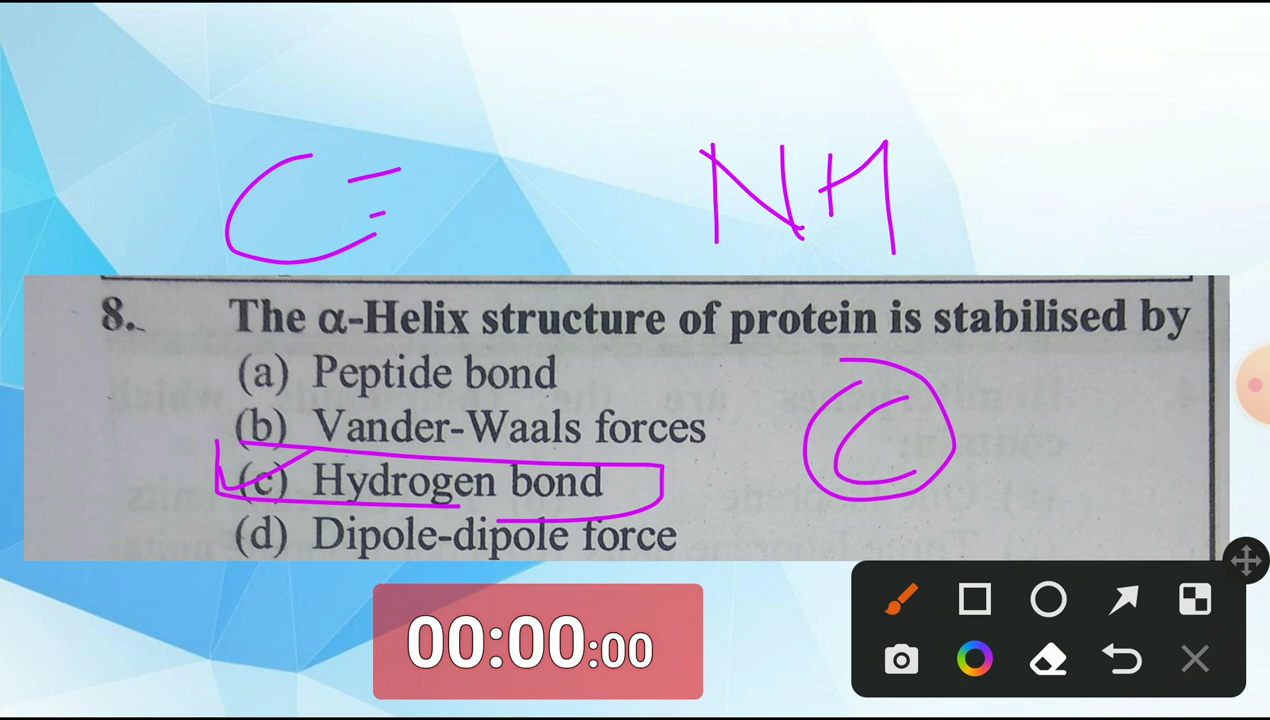 C= NH
8. The α-Helix structure of protein is stabilised by
(a) Peptide bond
(b) Vander-Waals forces
C
(c) Hydrogen bond
(d) Dipole-dipole force
00:00:00